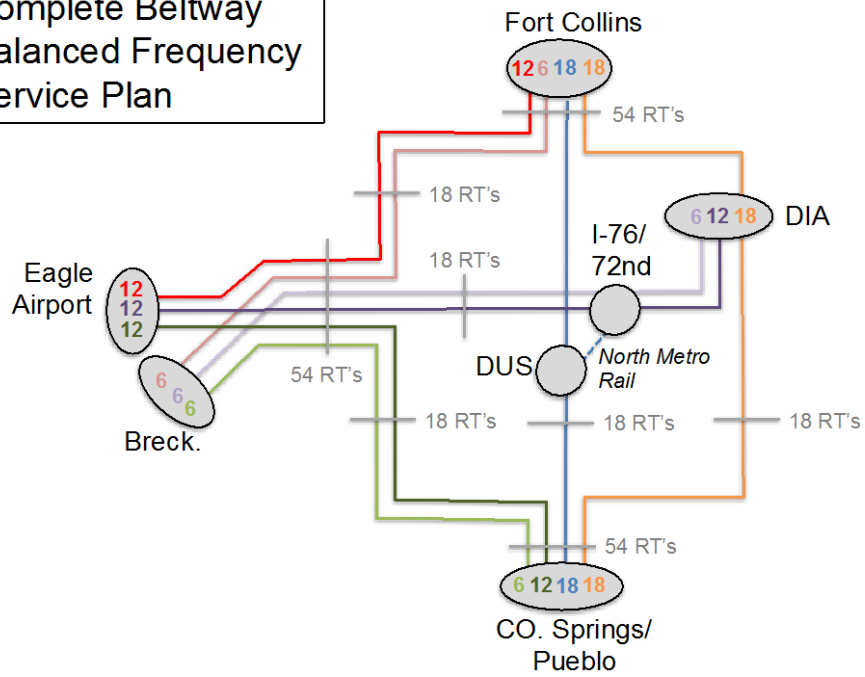 omplete Beltway
alanced Frequency
ervice Plan
Fort Collins
12 6 18 18
54 RT's
18 RT's
6 12 18
DIA
I-76/
72nd
18 RT's
Eagle
Airport
12
12
12
North Metro
Rail
DUS
54 RT's
6
6
6
Breck.
18 RT's
18 RT's
18 RT's
54 RT's
6 12 18 18
CO. Springs/
Pueblo